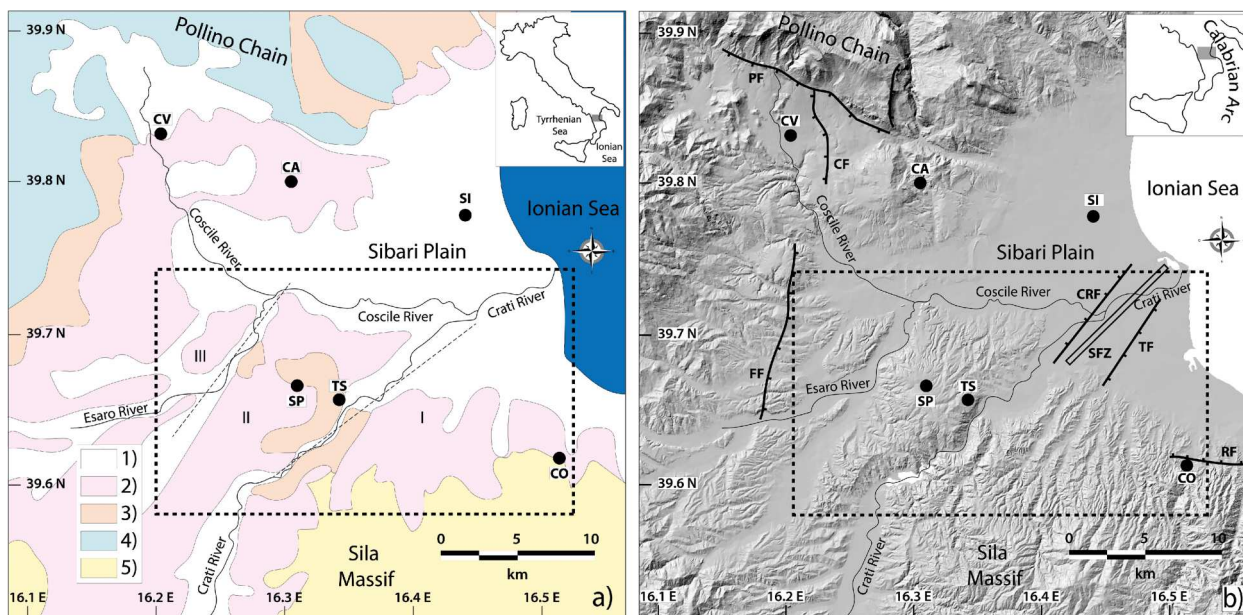 39.9 N
Pollino Chain
Tyrrhenian
Sea
Ionian
Sea
CV
39.8 N
CA
SI
Ionian Sea
Coscile River
Sibari Plain
39.7 N
Coscile River
Crati River
III
Esaro River
SP
TS
II
I
1)
2)
3)
4)
5)
39.6 N
CO
Crati River
Sila
Massif
0
5
10
km
16.1 E
16.2 E
16.3 E
16.4 E
16.5 E
a)
39.9 N
Pollino Chain
Calabrian Arc
PF
CV
39.8 N
CF
CA
SI
Ionian Sea
Coscile River
Sibari Plain
Coscile River
CRF
Crati River
39.7 N
FF
SFZ
TF
Esaro River
SP
TS
RF
CO
39.6 N
Crati River
Sila
Massif
0
5
10
km
16.1 E
16.2 E
16.3 E
16.4 E
16.5 E
b)